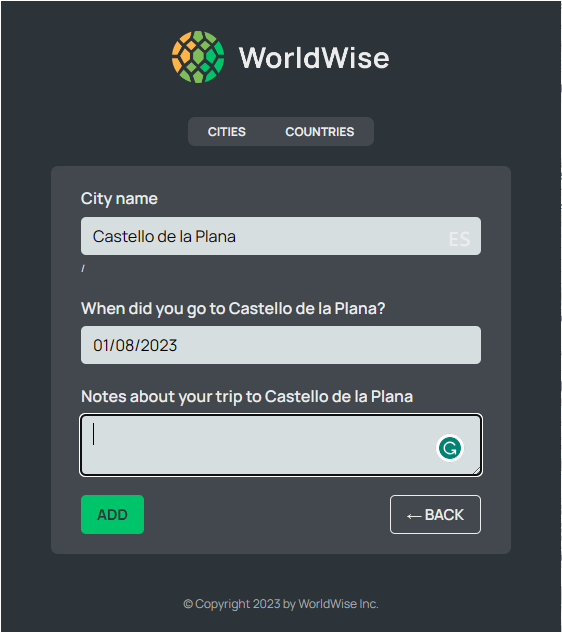 WorldWise
CITIES COUNTRIES
City name
Castello de la Plana ES
/
When did you go to Castello de la Plana?
01/08/2023
Notes about your trip to Castello de la Plana
ADD ← BACK
© Copyright 2023 by WorldWise Inc.